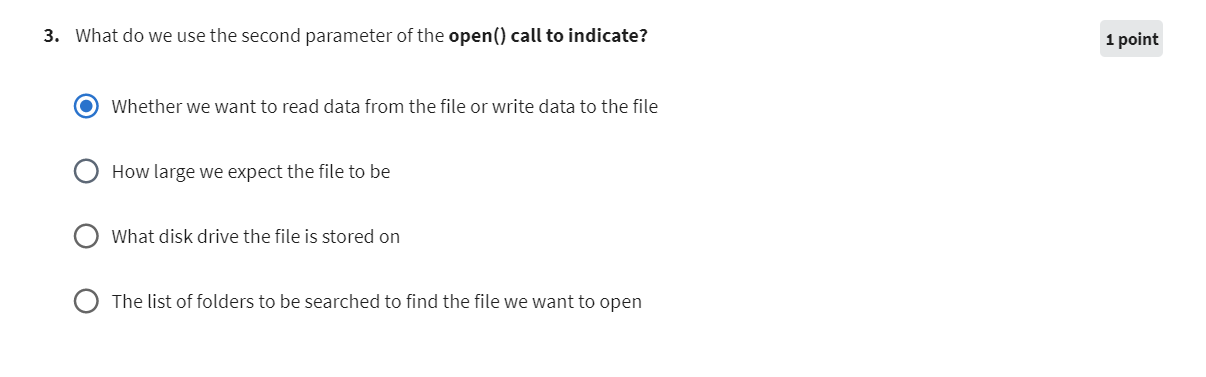 3. What do we use the second parameter of the open() call to indicate?
1 point
Whether we want to read data from the file or write data to the file
How large we expect the file to be
What disk drive the file is stored on
The list of folders to be searched to find the file we want to open